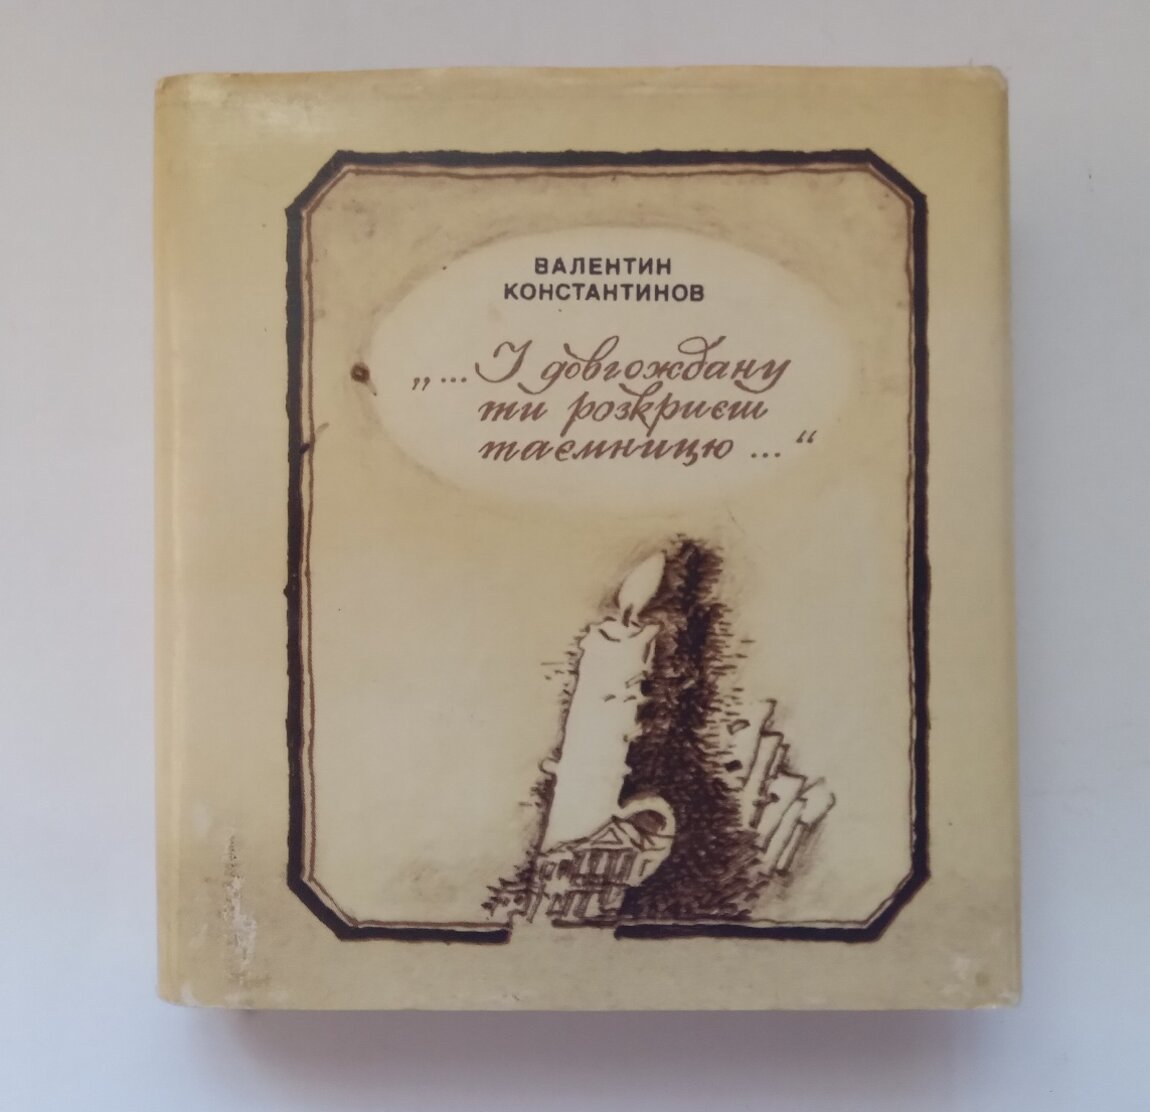 ВАЛЕНТИН
КОНСТАНТИНОВ
„...І довгождану
ти розкриєш
таємницю ...“